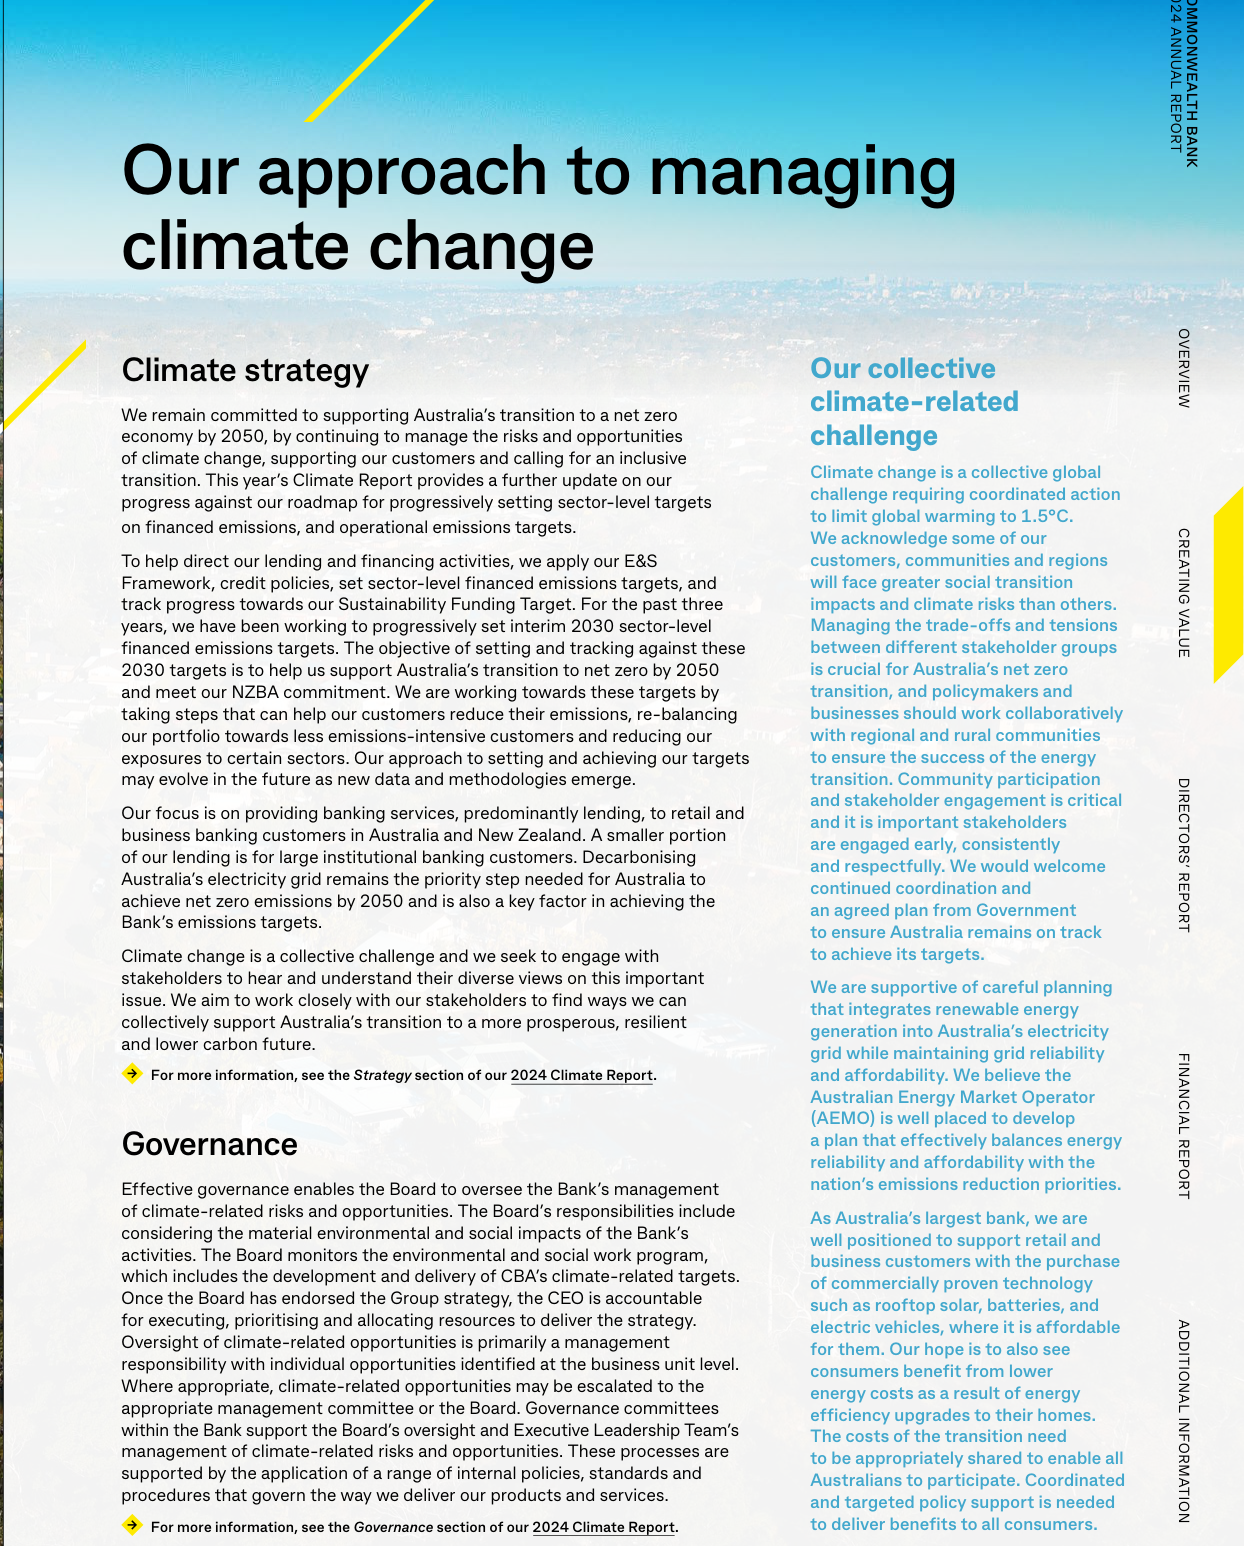 Our approach to managing
climate change
Climate strategy
We remain committed to supporting Australia's transition to a net zero
economy by 2050, by continuing to manage the risks and opportunities
of climate change, supporting our customers and calling for an inclusive
transition. This year's Climate Report provides a further update on our
progress against our roadmap for progressively setting sector-level targets
on financed emissions, and operational emissions targets.
To help direct our lending and financing activities, we apply our E&S
Framework, credit policies, set sector-level financed emissions targets, and
track progress towards our Sustainability Funding Target. For the past three
years, we have been working to progressively set interim 2030 sector-level
financed emissions targets. The objective of setting and tracking against these
2030 targets is to help us support Australia's transition to net zero by 2050
and meet our NZBA commitment. We are working towards these targets by
taking steps that can help our customers reduce their emissions, re-balancing
our portfolio towards less emissions-intensive customers and reducing our
exposures to certain sectors. Our approach to setting and achieving our targets
may evolve in the future as new data and methodologies emerge.
Our focus is on providing banking services, predominantly lending, to retail and
business banking customers in Australia and New Zealand. A smaller portion
of our lending is for large institutional banking customers. Decarbonising
Australia's electricity grid remains the priority step needed for Australia to
achieve net zero emissions by 2050 and is also a key factor in achieving the
Bank's emissions targets.
Climate change is a collective challenge and we seek to engage with
stakeholders to hear and understand their diverse views on this important
issue. We aim to work closely with our stakeholders to find ways we can
collectively support Australia's transition to a more prosperous, resilient
and lower carbon future.
For more information, see the Strategy section of our 2024 Climate Report.
Governance
Effective governance enables the Board to oversee the Bank's management
of climate-related risks and opportunities. The Board's responsibilities include
considering the material environmental and social impacts of the Bank's
activities. The Board monitors the environmental and social work program,
which includes the development and delivery of CBA's climate-related targets.
Once the Board has endorsed the Group strategy, the CEO is accountable
for executing, prioritising and allocating resources to deliver the strategy.
Oversight of climate-related opportunities is primarily a management
responsibility with individual opportunities identified at the business unit level.
Where appropriate, climate-related opportunities may be escalated to the
appropriate management committee or the Board. Governance committees
within the Bank support the Board's oversight and Executive Leadership Team's
management of climate-related risks and opportunities. These processes are
supported by the application of a range of internal policies, standards and
procedures that govern the way we deliver our products and services.
For more information, see the Governance section of our 2024 Climate Report.
Our collective
climate-related
challenge
Climate change is a collective global
challenge requiring coordinated action
to limit global warming to 1.5°C.
We acknowledge some of our
customers, communities and regions
will face greater social transition
impacts and climate risks than others.
Managing the trade-offs and tensions
between different stakeholder groups
is crucial for Australia's net zero
transition, and policymakers and
businesses should work collaboratively
with regional and rural communities
to ensure the success of the energy
transition. Community participation
and stakeholder engagement is critical
and it is important stakeholders
are engaged early, consistently
and respectfully. We would welcome
continued coordination and
an agreed plan from Government
to ensure Australia remains on track
to achieve its targets.
We are supportive of careful planning
that integrates renewable energy
generation into Australia's electricity
grid while maintaining grid reliability
and affordability. We believe the
Australian Energy Market Operator
(AEMO) is well placed to develop
a plan that effectively balances energy
reliability and affordability with the
nation's emissions reduction priorities.
As Australia's largest bank, we are
well positioned to support retail and
business customers with the purchase
of commercially proven technology
such as rooftop solar, batteries, and
electric vehicles, where it is affordable
for them. Our hope is to also see
consumers benefit from lower
energy costs as a result of energy
efficiency upgrades to their homes.
The costs of the transition need
to be appropriately shared to enable all
Australians to participate. Coordinated
and targeted policy support is needed
to deliver benefits to all consumers.
OMMONWEALTH BANK
024 ANNUAL REPORT
OVERVIEW
CREATING VALUE
DIRECTORS' REPORT
FINANCIAL REPORT
ADDITIONAL INFORMATION